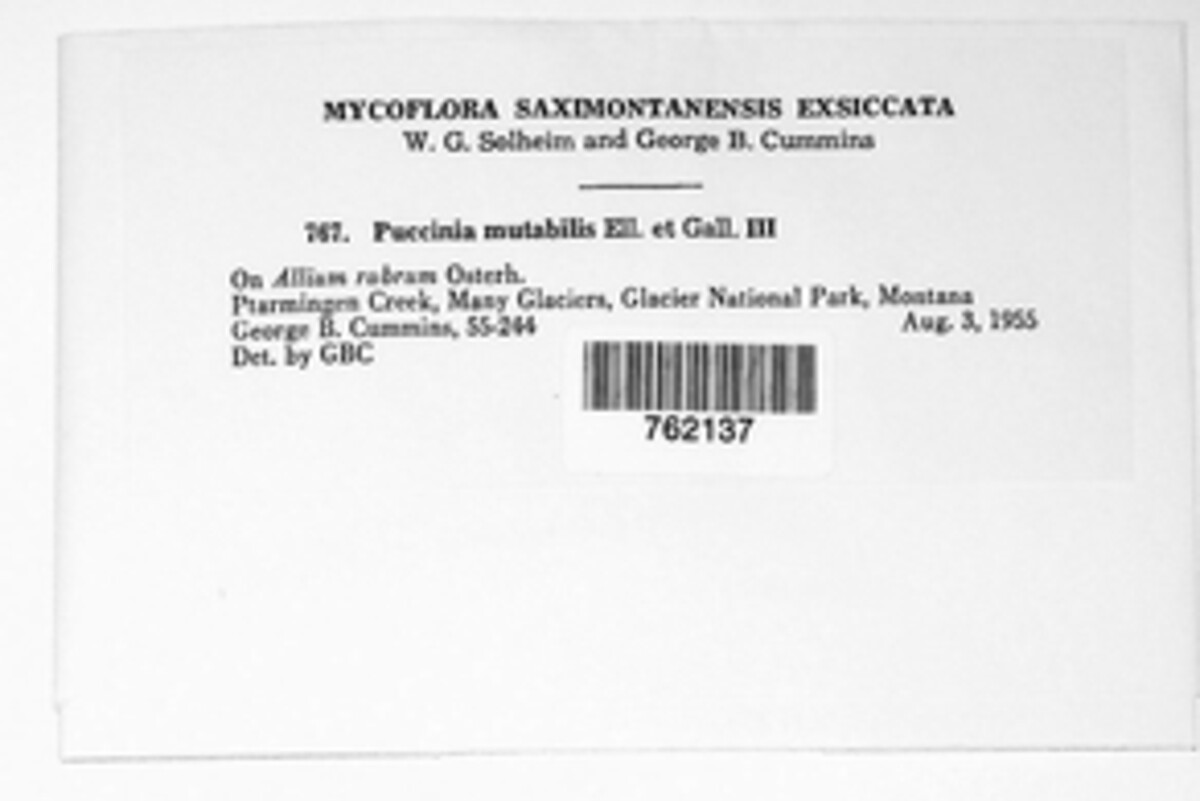 MYCOFLORA SAXIMONTANENSIS EXSICCATA
W. G. Solheim and George B. Cummins
767. Puccinia mutabilis Ell. et Gall. III
On Allium rubrum Osterh.
Ptarmingen Creek, Many Glaciers, Glacier National Park, Montana
George B. Cummins, 55-244 Aug. 3, 1955
Det. by GBC
762137